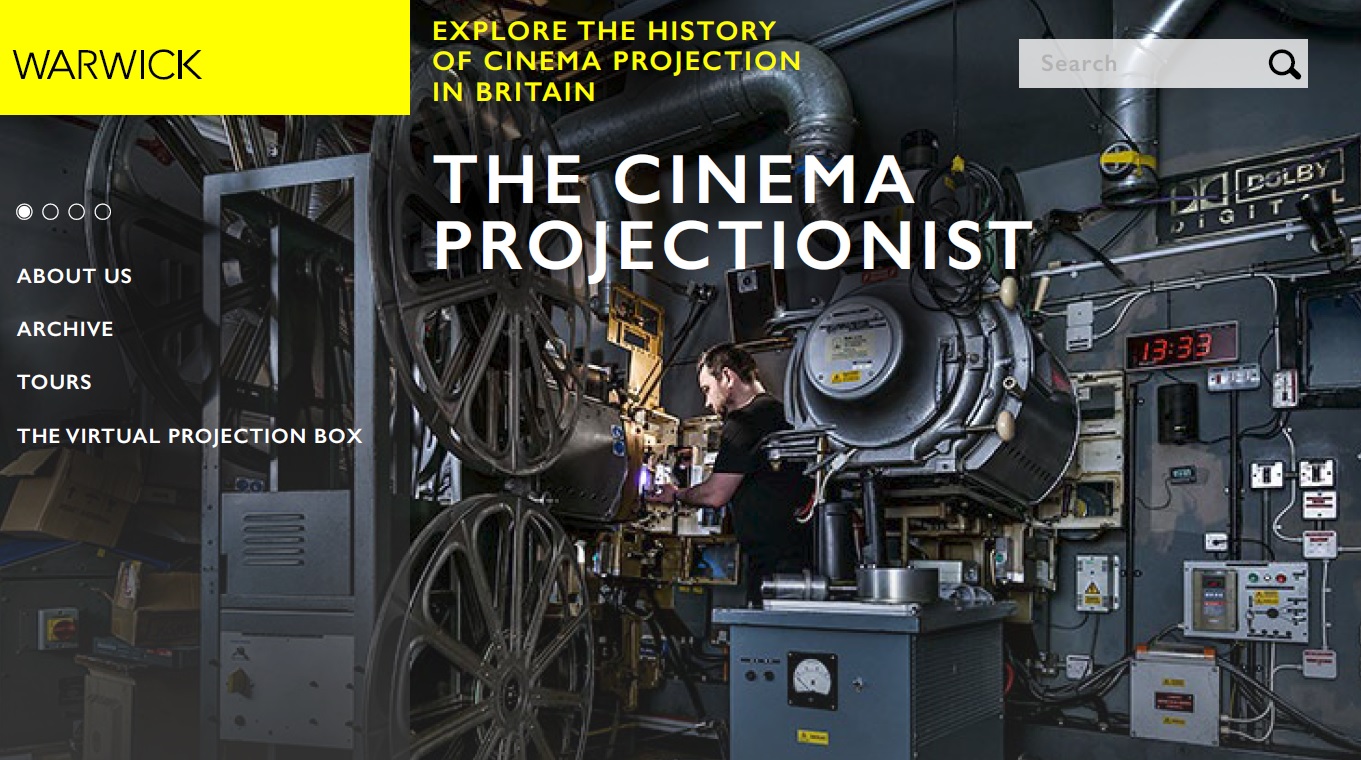 WARWICK
EXPLORE THE HISTORY
OF CINEMA PROJECTION
IN BRITAIN
Search
THE CINEMA
PROJECTIONIST
ABOUT US
ARCHIVE
TOURS
THE VIRTUAL PROJECTION BOX
DOLBY
DIGITAL
13:33